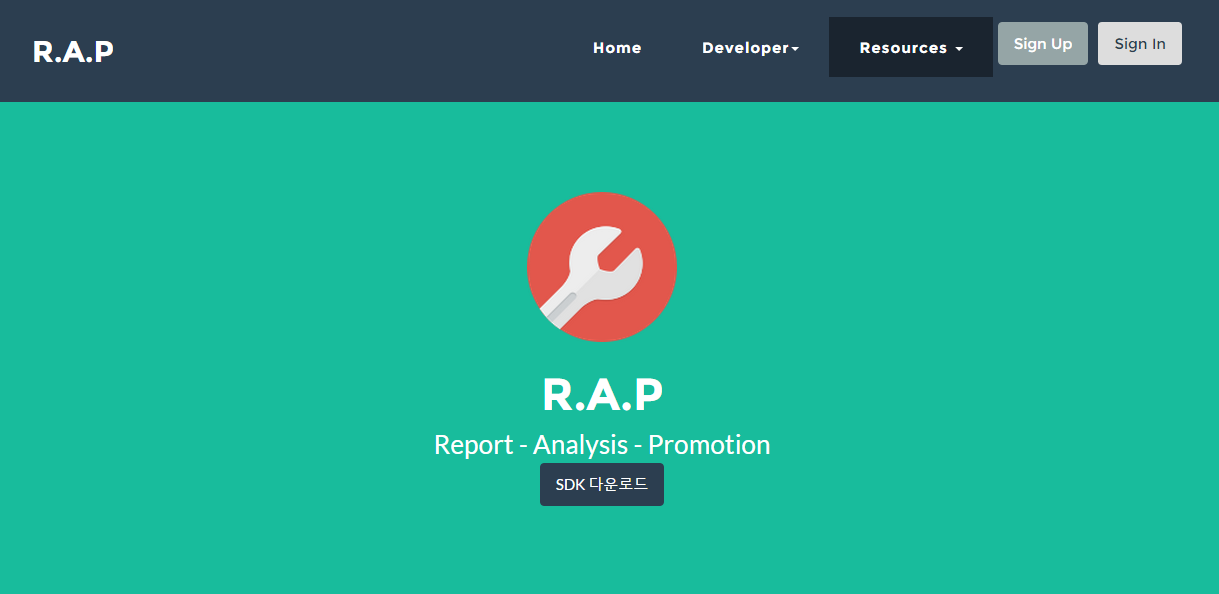 R.A.P
Home Developer Resources Sign Up Sign In
R.A.P
Report - Analysis - Promotion
SDK 다운로드